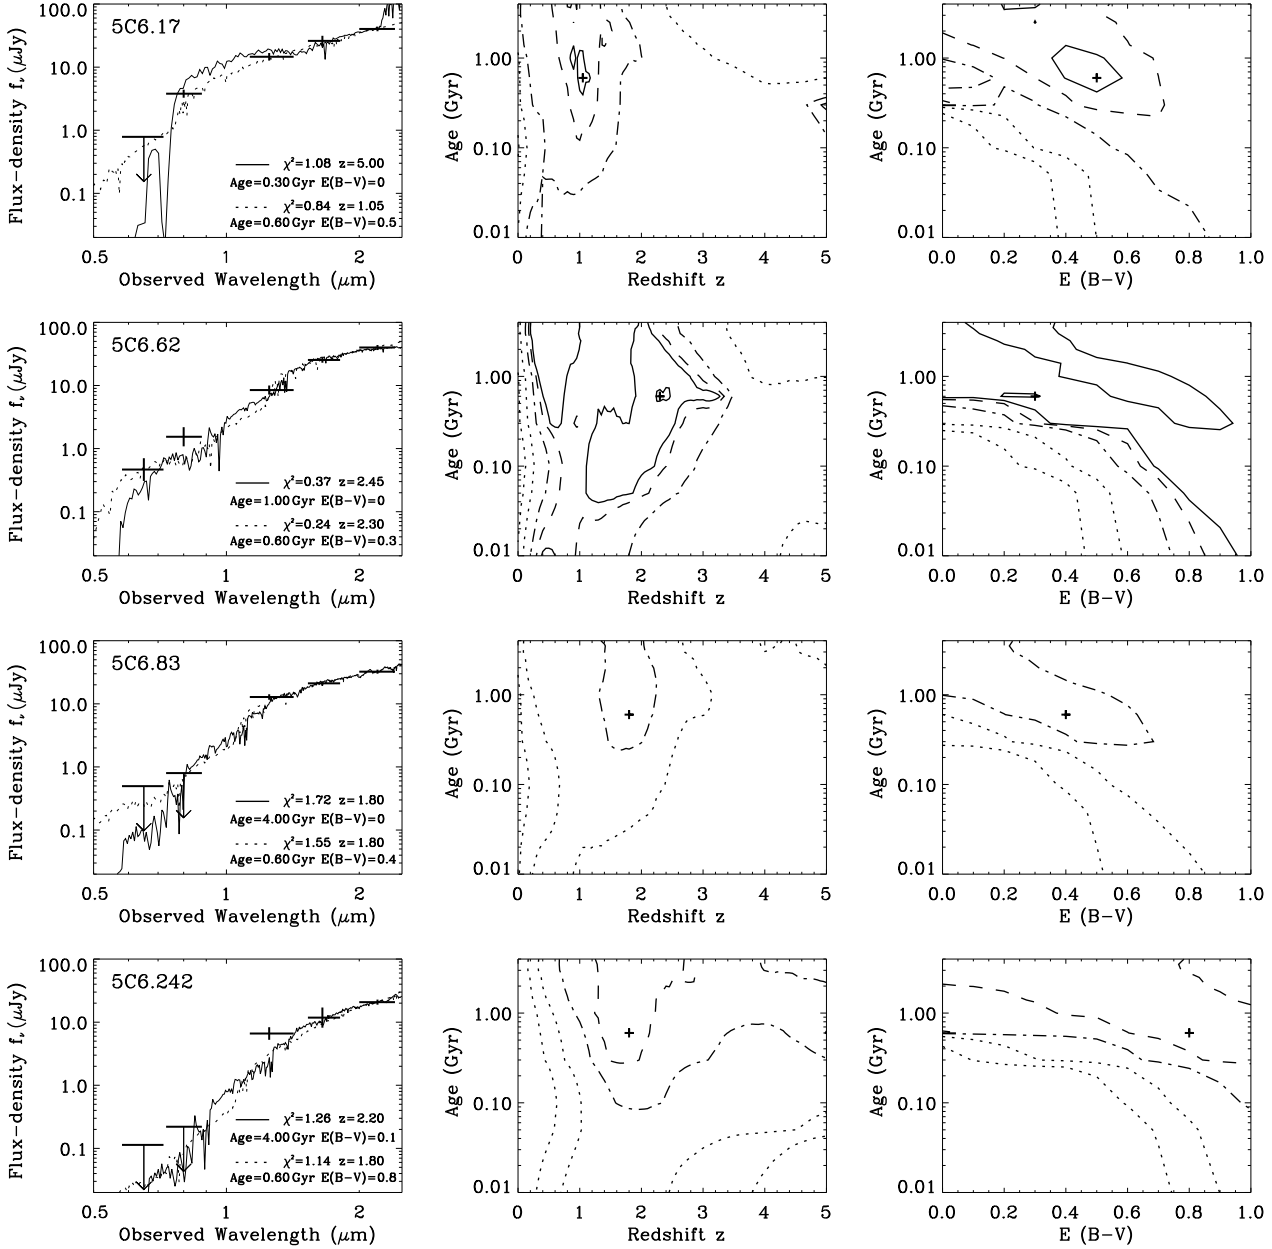 5C6.17
Flux-density fν (μJy)
100.0
10.0
1.0
0.1
χ²=1.08 z=5.00
Age=0.30 Gyr E(B-V)=0
χ²=0.84 z=1.05
Age=0.60 Gyr E(B-V)=0.5
0.5 1 2
Observed Wavelength (μm)
Age (Gyr)
1.00
0.10
0.01
0 1 2 3 4 5
Redshift z
Age (Gyr)
1.00
0.10
0.01
0.0 0.2 0.4 0.6 0.8 1.0
E (B-V)
5C6.62
Flux-density fν (μJy)
100.0
10.0
1.0
0.1
χ²=0.37 z=2.45
Age=1.00 Gyr E(B-V)=0
χ²=0.24 z=2.30
Age=0.60 Gyr E(B-V)=0.3
0.5 1 2
Observed Wavelength (μm)
Age (Gyr)
1.00
0.10
0.01
0 1 2 3 4 5
Redshift z
Age (Gyr)
1.00
0.10
0.01
0.0 0.2 0.4 0.6 0.8 1.0
E (B-V)
5C6.83
Flux-density fν (μJy)
100.0
10.0
1.0
0.1
χ²=1.72 z=1.80
Age=4.00 Gyr E(B-V)=0
χ²=1.55 z=1.80
Age=0.60 Gyr E(B-V)=0.4
0.5 1 2
Observed Wavelength (μm)
Age (Gyr)
1.00
0.10
0.01
0 1 2 3 4 5
Redshift z
Age (Gyr)
1.00
0.10
0.01
0.0 0.2 0.4 0.6 0.8 1.0
E (B-V)
5C6.242
Flux-density fν (μJy)
100.0
10.0
1.0
0.1
χ²=1.26 z=2.20
Age=4.00 Gyr E(B-V)=0.1
χ²=1.14 z=1.80
Age=0.60 Gyr E(B-V)=0.8
0.5 1 2
Observed Wavelength (μm)
Age (Gyr)
1.00
0.10
0.01
0 1 2 3 4 5
Redshift z
Age (Gyr)
1.00
0.10
0.01
0.0 0.2 0.4 0.6 0.8 1.0
E (B-V)